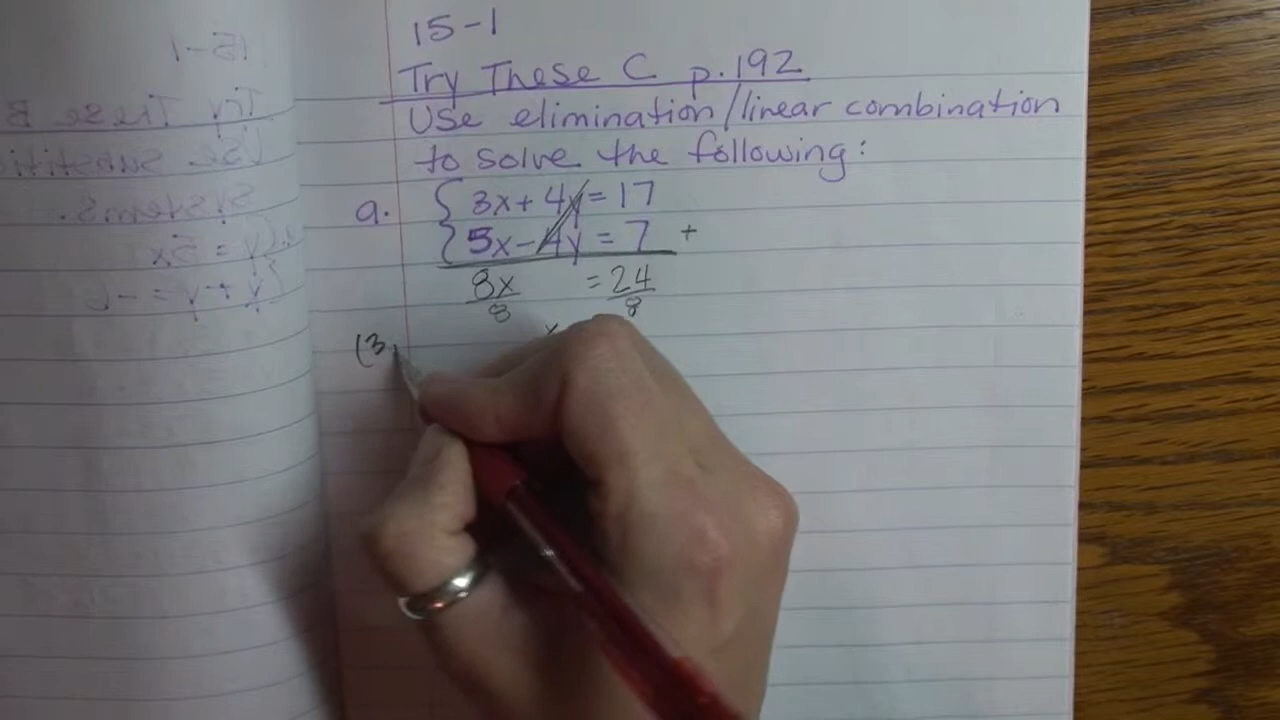 15-1
Try These C p.192
Use elimination/linear combination
to solve the following:
a. { 3x + 4y = 17
5x - 4y = 7 +
8x = 24
8 8
x
(3,